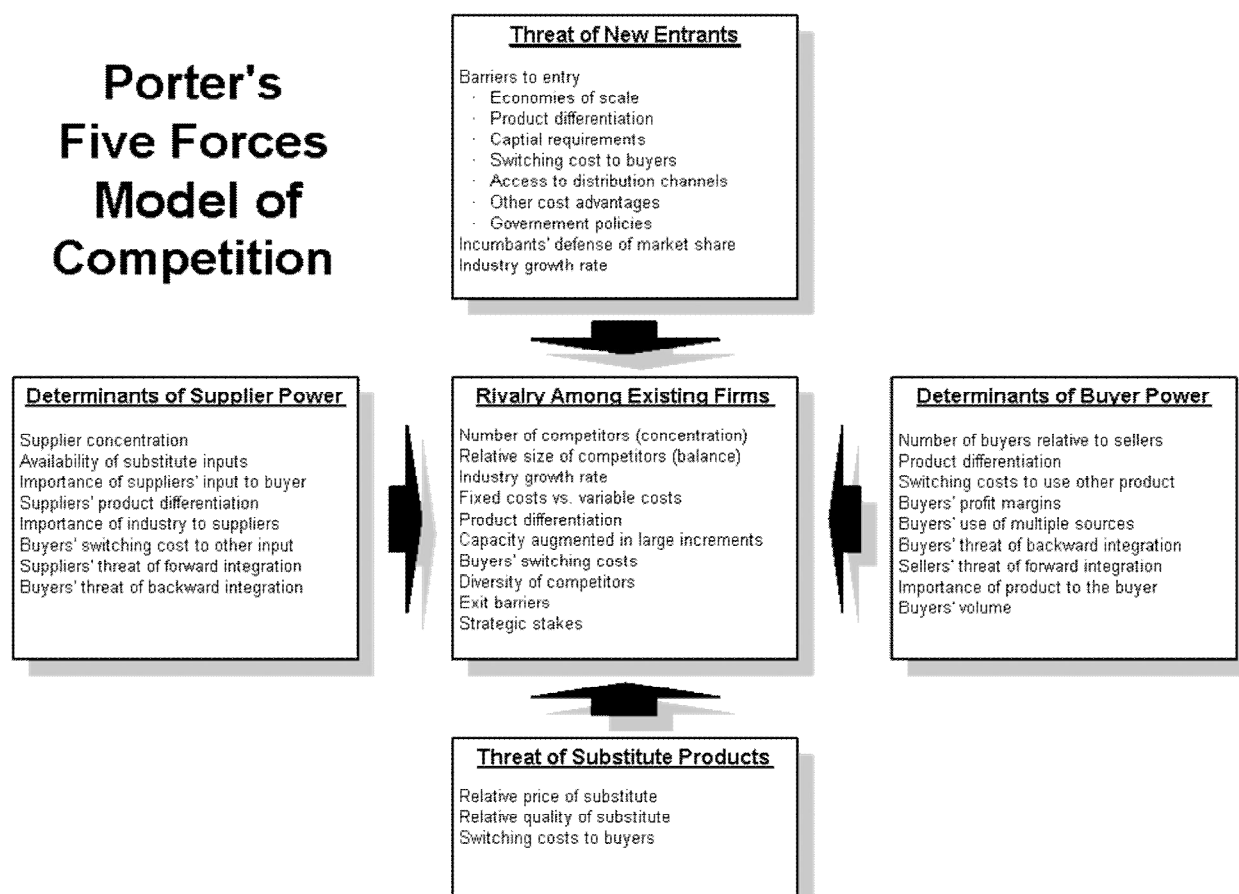 Porter's
Five Forces
Model of
Competition
Threat of New Entrants
Barriers to entry
· Economies of scale
· Product differentiation
· Captial requirements
· Switching cost to buyers
· Access to distribution channels
· Other cost advantages
· Governement policies
Incumbants' defense of market share
Industry growth rate
Determinants of Supplier Power
Supplier concentration
Availability of substitute inputs
Importance of suppliers' input to buyer
Suppliers' product differentiation
Importance of industry to suppliers
Buyers' switching cost to other input
Suppliers' threat of forward integration
Buyers' threat of backward integration
Rivalry Among Existing Firms
Number of competitors (concentration)
Relative size of competitors (balance)
Industry growth rate
Fixed costs vs. variable costs
Product differentiation
Capacity augmented in large increments
Buyers' switching costs
Diversity of competitors
Exit barriers
Strategic stakes
Determinants of Buyer Power
Number of buyers relative to sellers
Product differentiation
Switching costs to use other product
Buyers' profit margins
Buyers' use of multiple sources
Buyers' threat of backward integration
Sellers' threat of forward integration
Importance of product to the buyer
Buyers' volume
Threat of Substitute Products
Relative price of substitute
Relative quality of substitute
Switching costs to buyers